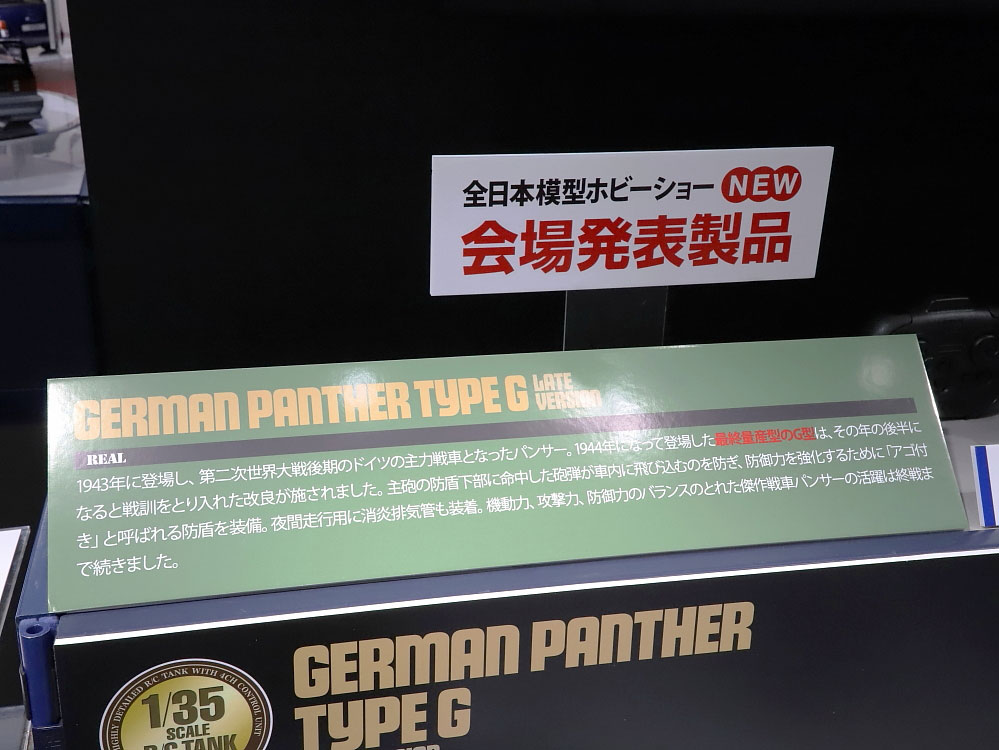 全日本模型ホビーショー NEW
会場発表製品
GERMAN PANTHER TYPE G LATE VERSION
REAL
1943年に登場し、第二次世界大戦後期のドイツの主力戦車となったパンサー。1944年になって登場した最終量産型のG型は、その年の後半に
なると戦訓をとり入れた改良が施されました。主砲の防盾下部に命中した砲弾が車内に飛び込むのを防ぎ、防御力を強化するために「アゴ付
き」と呼ばれる防盾を装備。夜間走行用に消炎排気管も装着。機動力、攻撃力、防御力のバランスのとれた傑作戦車パンサーの活躍は終戦ま
で続きました。
GERMAN PANTHER
TYPE G
HIGHLY DETAILED R/C TANK WITH 4CH CONTROL UNIT
1/35
SCALE
R/C TANK